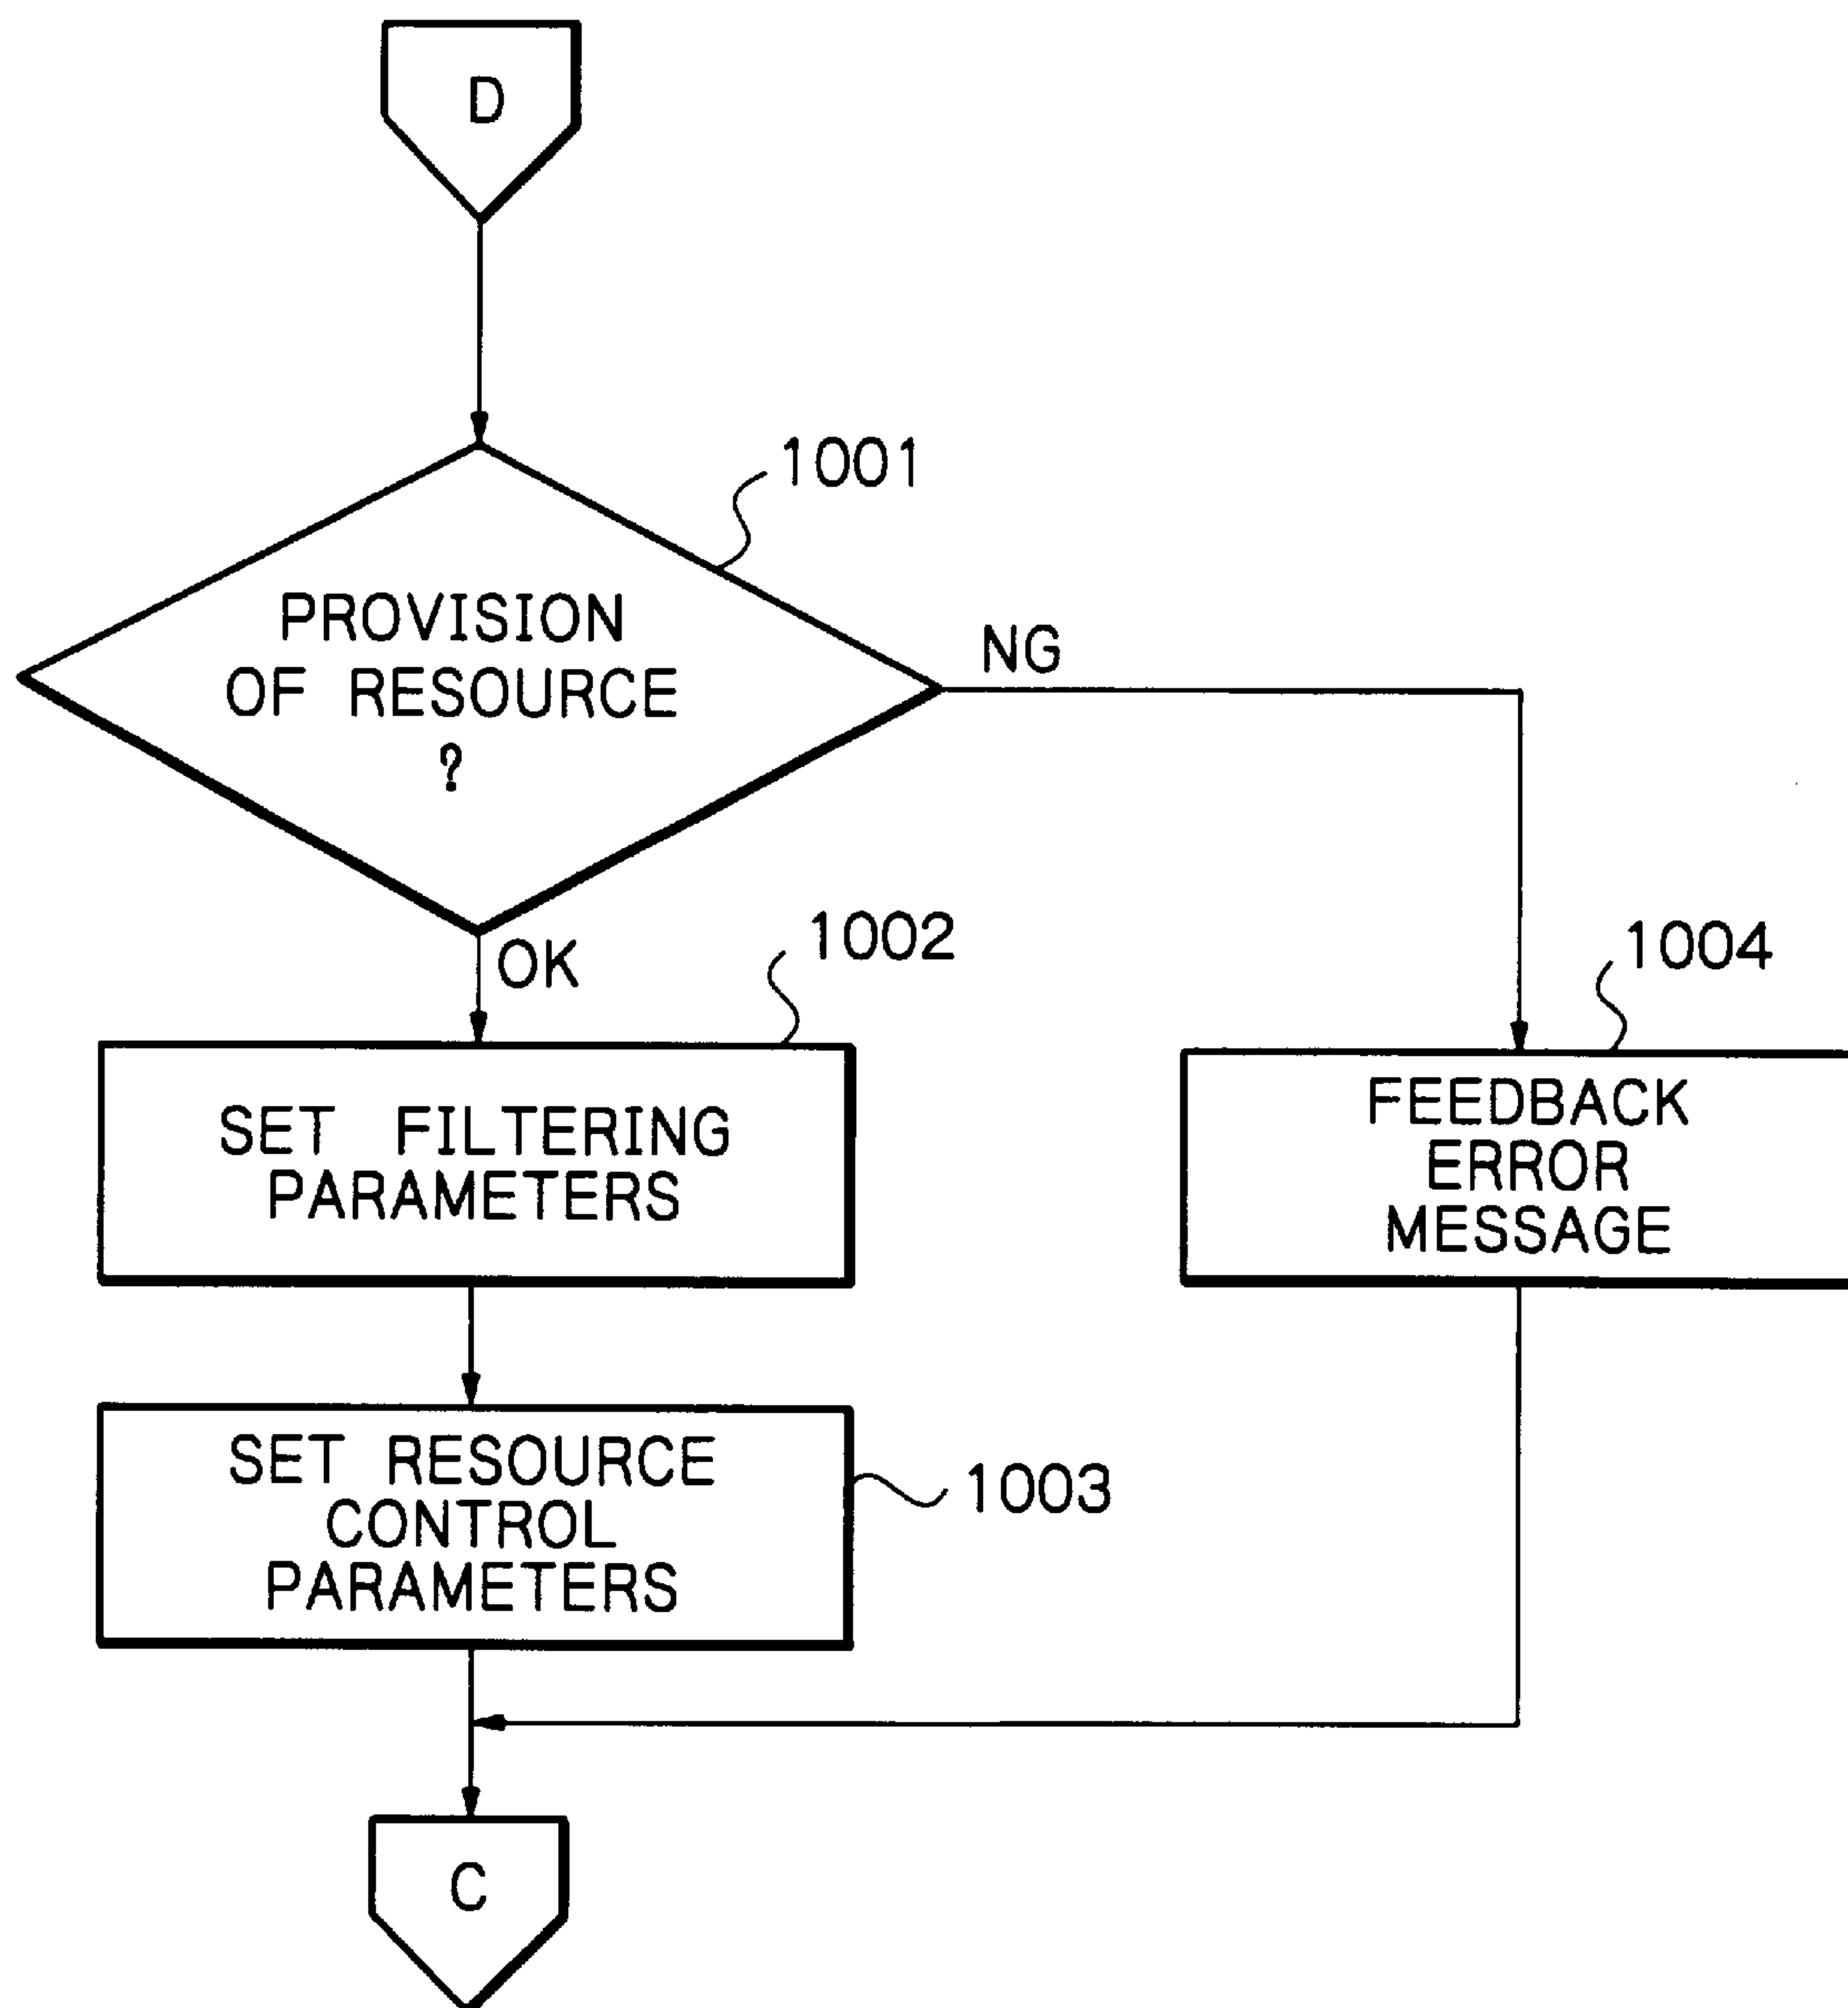 D
1001
PROVISION
OF RESOURCE
?
NG
OK
1002
1004
SET FILTERING
PARAMETERS
FEEDBACK
ERROR
MESSAGE
SET RESOURCE
CONTROL
PARAMETERS
1003
C